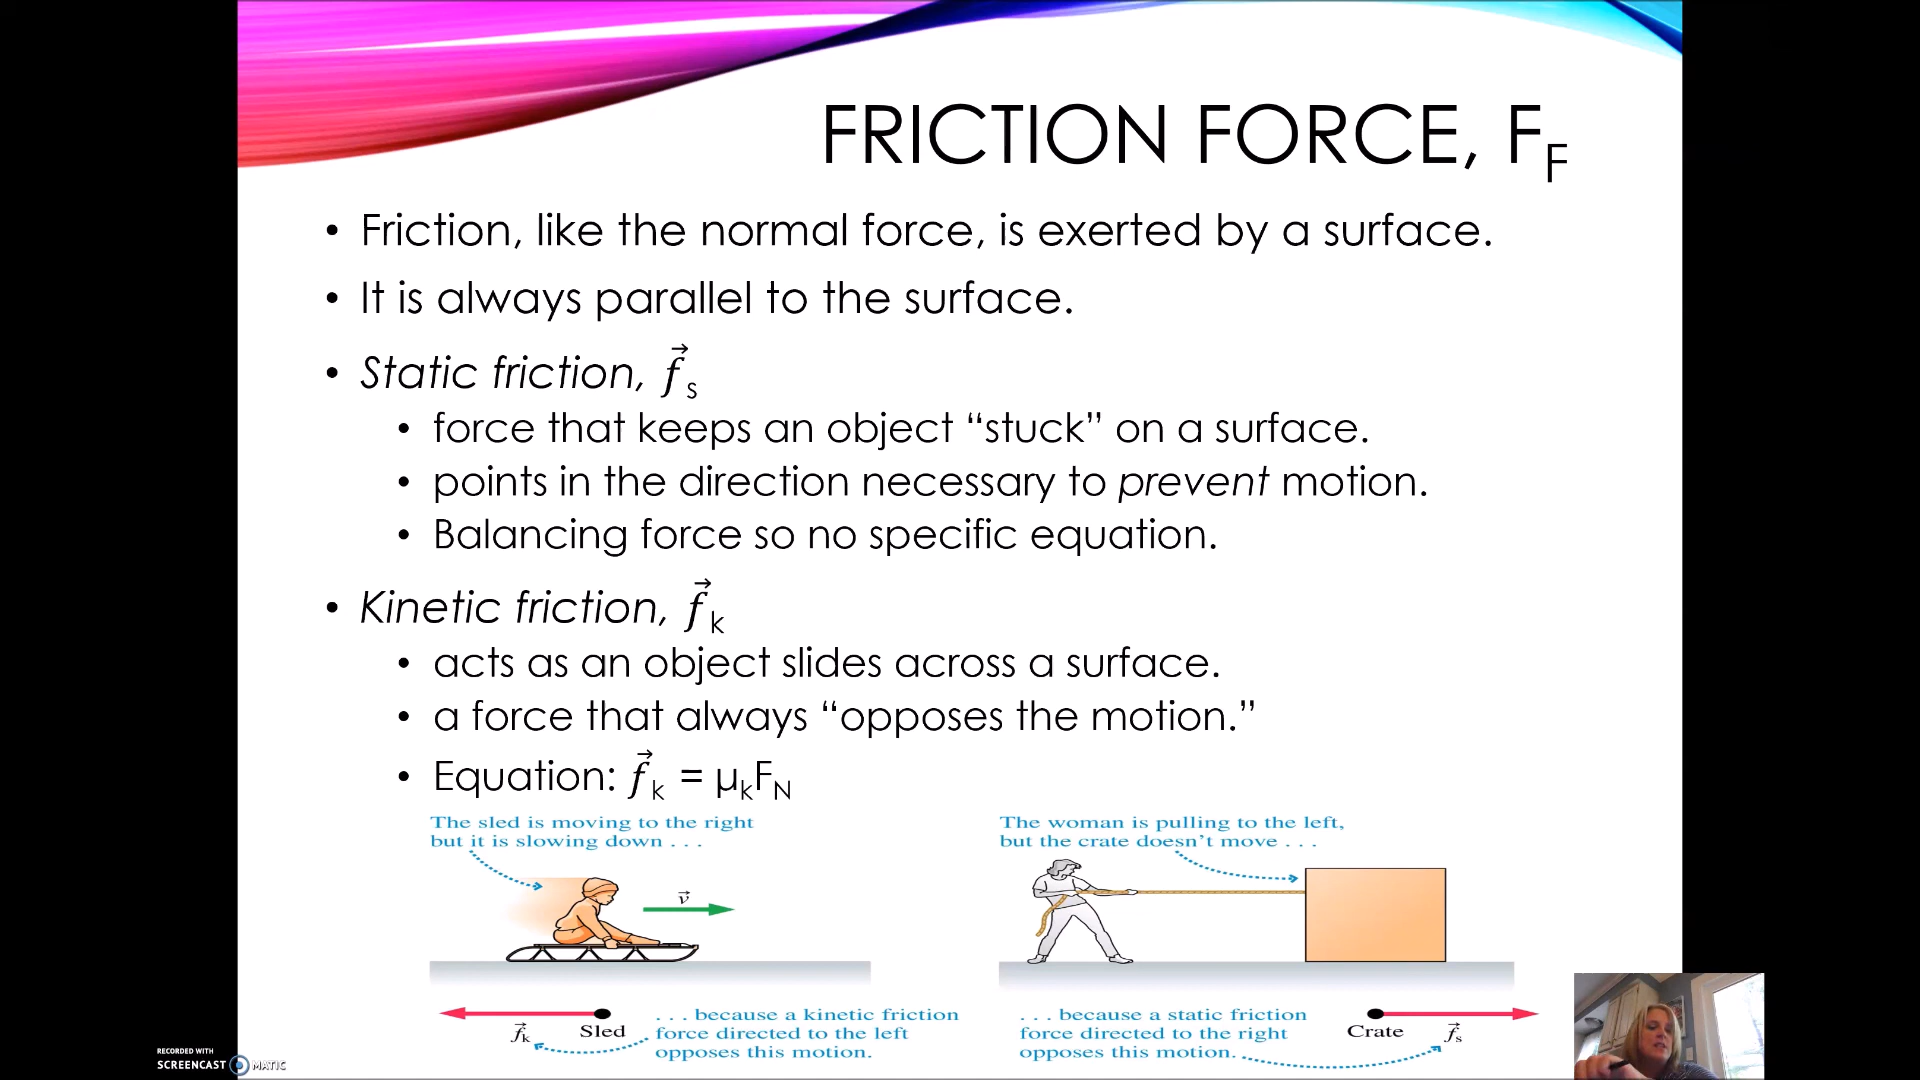 FRICTION FORCE, F_F
• Friction, like the normal force, is exerted by a surface.
• It is always parallel to the surface.
• Static friction, f⃗_s
• force that keeps an object “stuck” on a surface.
• points in the direction necessary to prevent motion.
• Balancing force so no specific equation.
• Kinetic friction, f⃗_k
• acts as an object slides across a surface.
• a force that always “opposes the motion.”
• Equation: f⃗_k = μ_kF_N
The sled is moving to the right
but it is slowing down . . .
v⃗
f⃗_k
Sled
. . . because a kinetic friction
force directed to the left
opposes this motion.
The woman is pulling to the left,
but the crate doesn’t move . . .
. . . because a static friction
force directed to the right
opposes this motion.
Crate
f⃗_s
RECORDED WITH
SCREENCAST MATIC